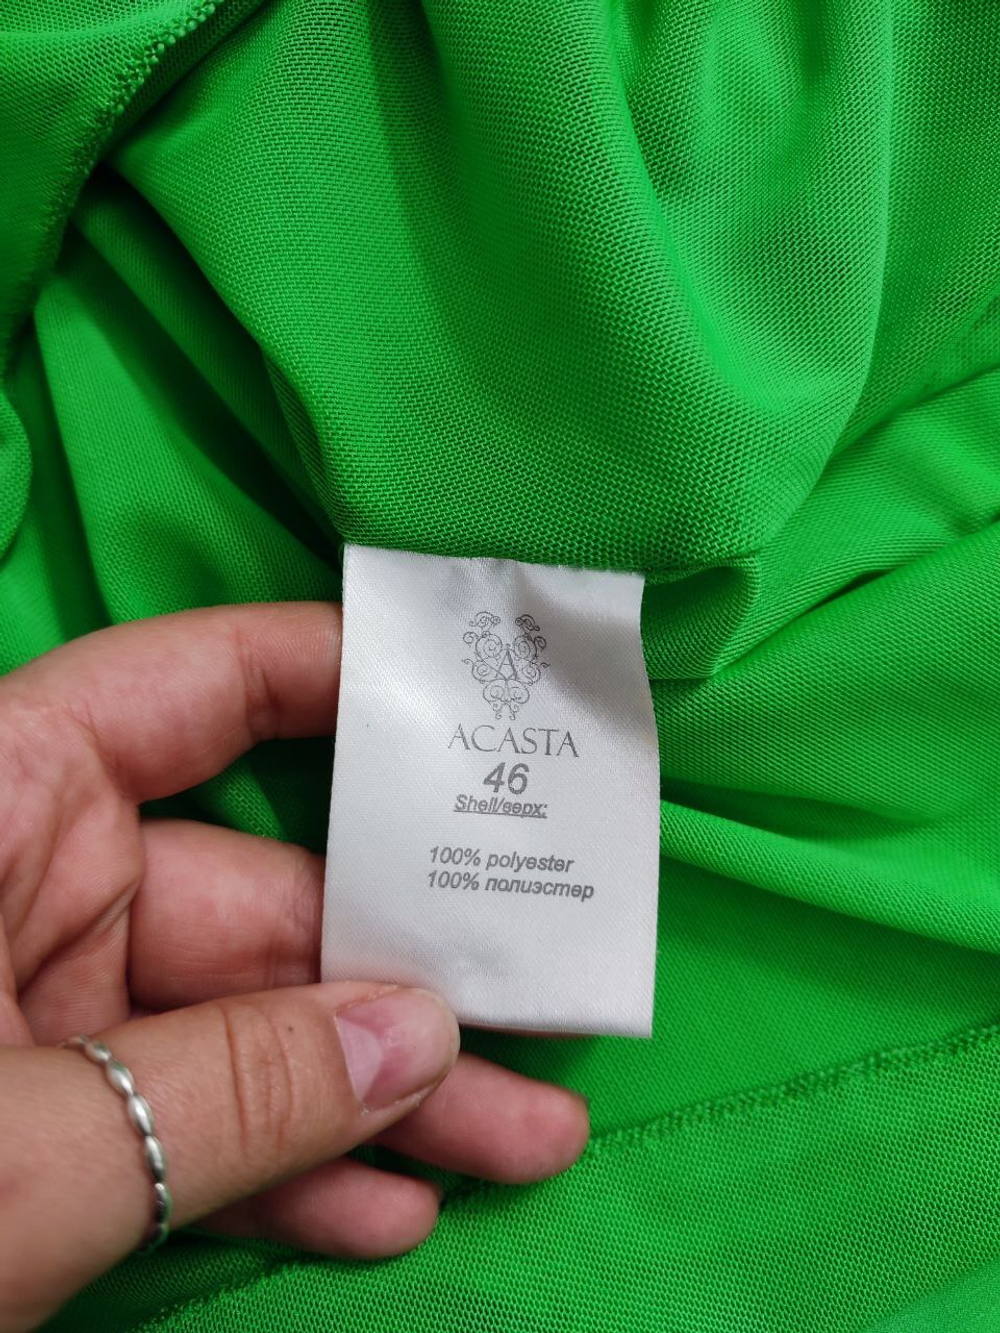 A
ACASTA
46
Shell/верх:
100% polyester
100% полиэстер